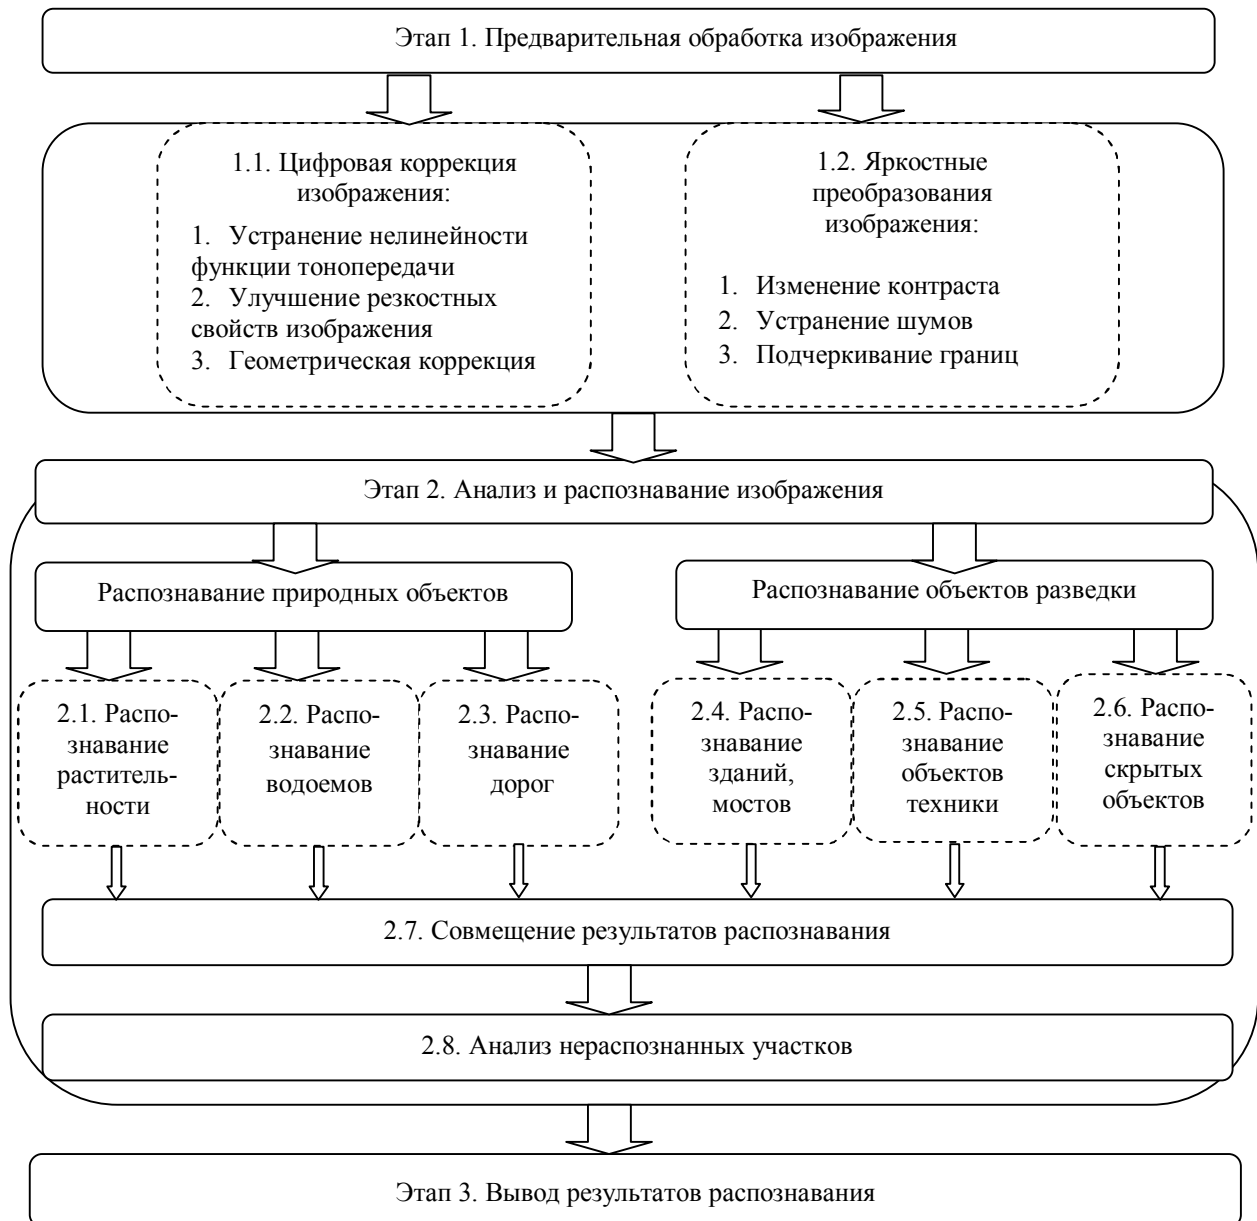 Этап 1. Предварительная обработка изображения
1.1. Цифровая коррекция
изображения:
1. Устранение нелинейности
функции тонопередачи
2. Улучшение резкостных
свойств изображения
3. Геометрическая коррекция
1.2. Яркостные
преобразования
изображения:
1. Изменение контраста
2. Устранение шумов
3. Подчеркивание границ
Этап 2. Анализ и распознавание изображения
Распознавание природных объектов
Распознавание объектов разведки
2.1. Распо-
знавание
раститель-
ности
2.2. Распо-
знавание
водоемов
2.3. Распо-
знавание
дорог
2.4. Распо-
знавание
зданий,
мостов
2.5. Распо-
знавание
объектов
техники
2.6. Распо-
знавание
скрытых
объектов
2.7. Совмещение результатов распознавания
2.8. Анализ нераспознанных участков
Этап 3. Вывод результатов распознавания